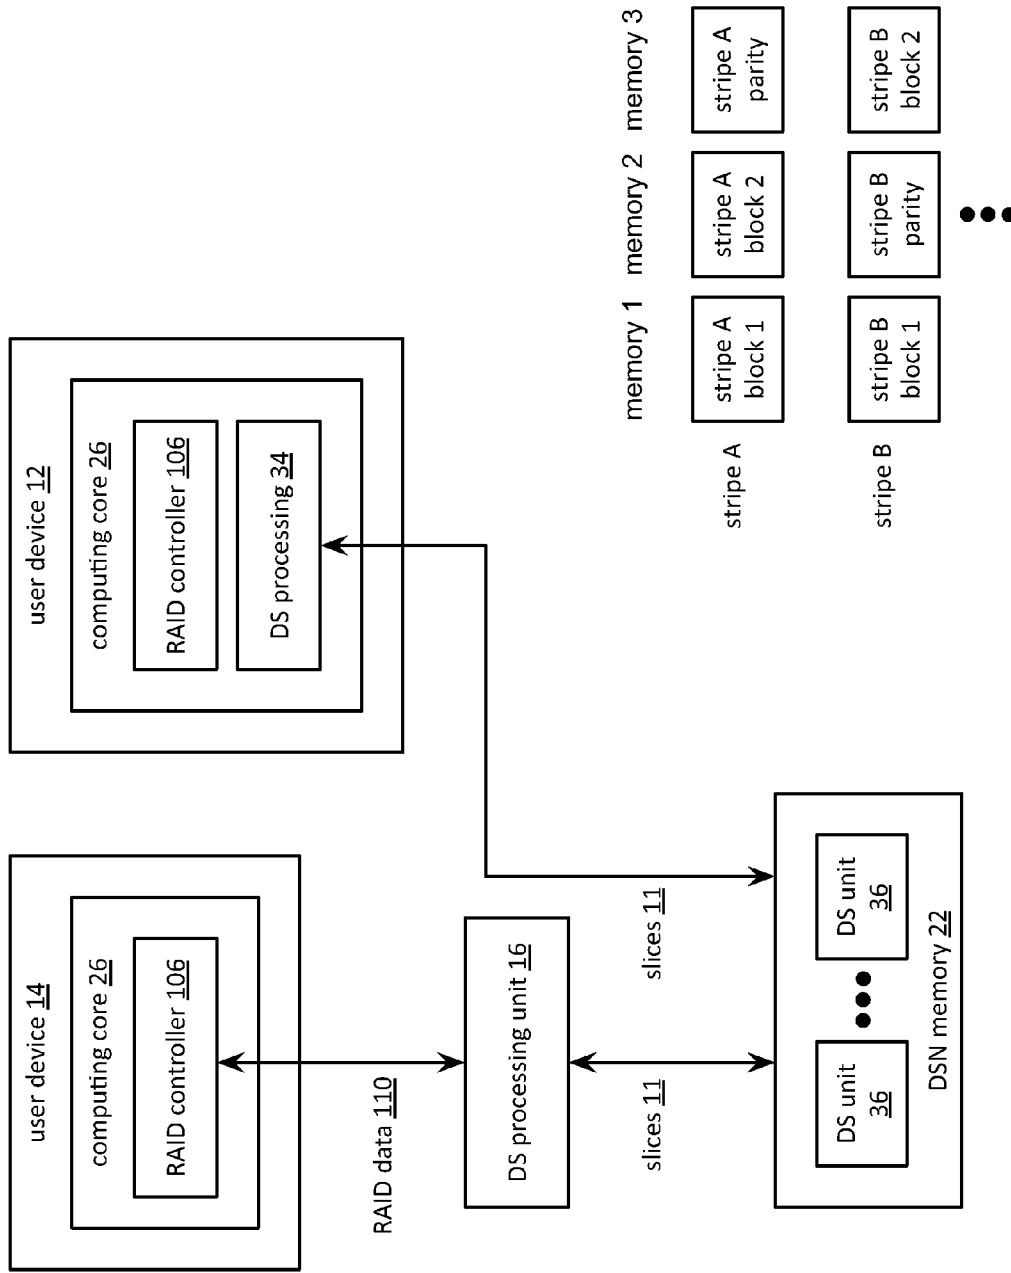 user device 14
computing core 26
RAID controller 106
RAID data 110
DS processing unit 16
slices 11
slices 11
DS unit
36
DS unit
36
DSN memory 22
user device 12
computing core 26
RAID controller 106
DS processing 34
memory 1
memory 2
memory 3
stripe A
stripe A
block 1
stripe A
block 2
stripe A
parity
stripe B
stripe B
block 1
stripe B
parity
stripe B
block 2